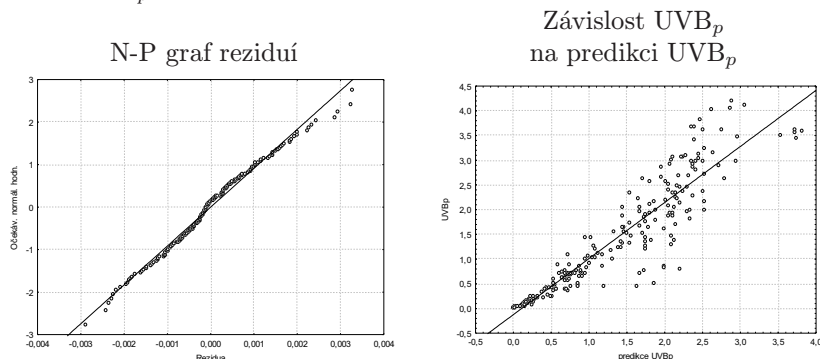 p
N-P graf reziduí
Závislost UVBp
na predikci UVBp
3
2
1
0
-1
-2
-3
-0,004 -0,003 -0,002 -0,001 0,000 0,001 0,002 0,003 0,004
Očekáv. normál. hodn.
Rezidua
4,5
4,0
3,5
3,0
2,5
2,0
1,5
1,0
0,5
0,0
-0,5
-0,5 0,0 0,5 1,0 1,5 2,0 2,5 3,0 3,5 4,0
UVBp
predikce UVBp